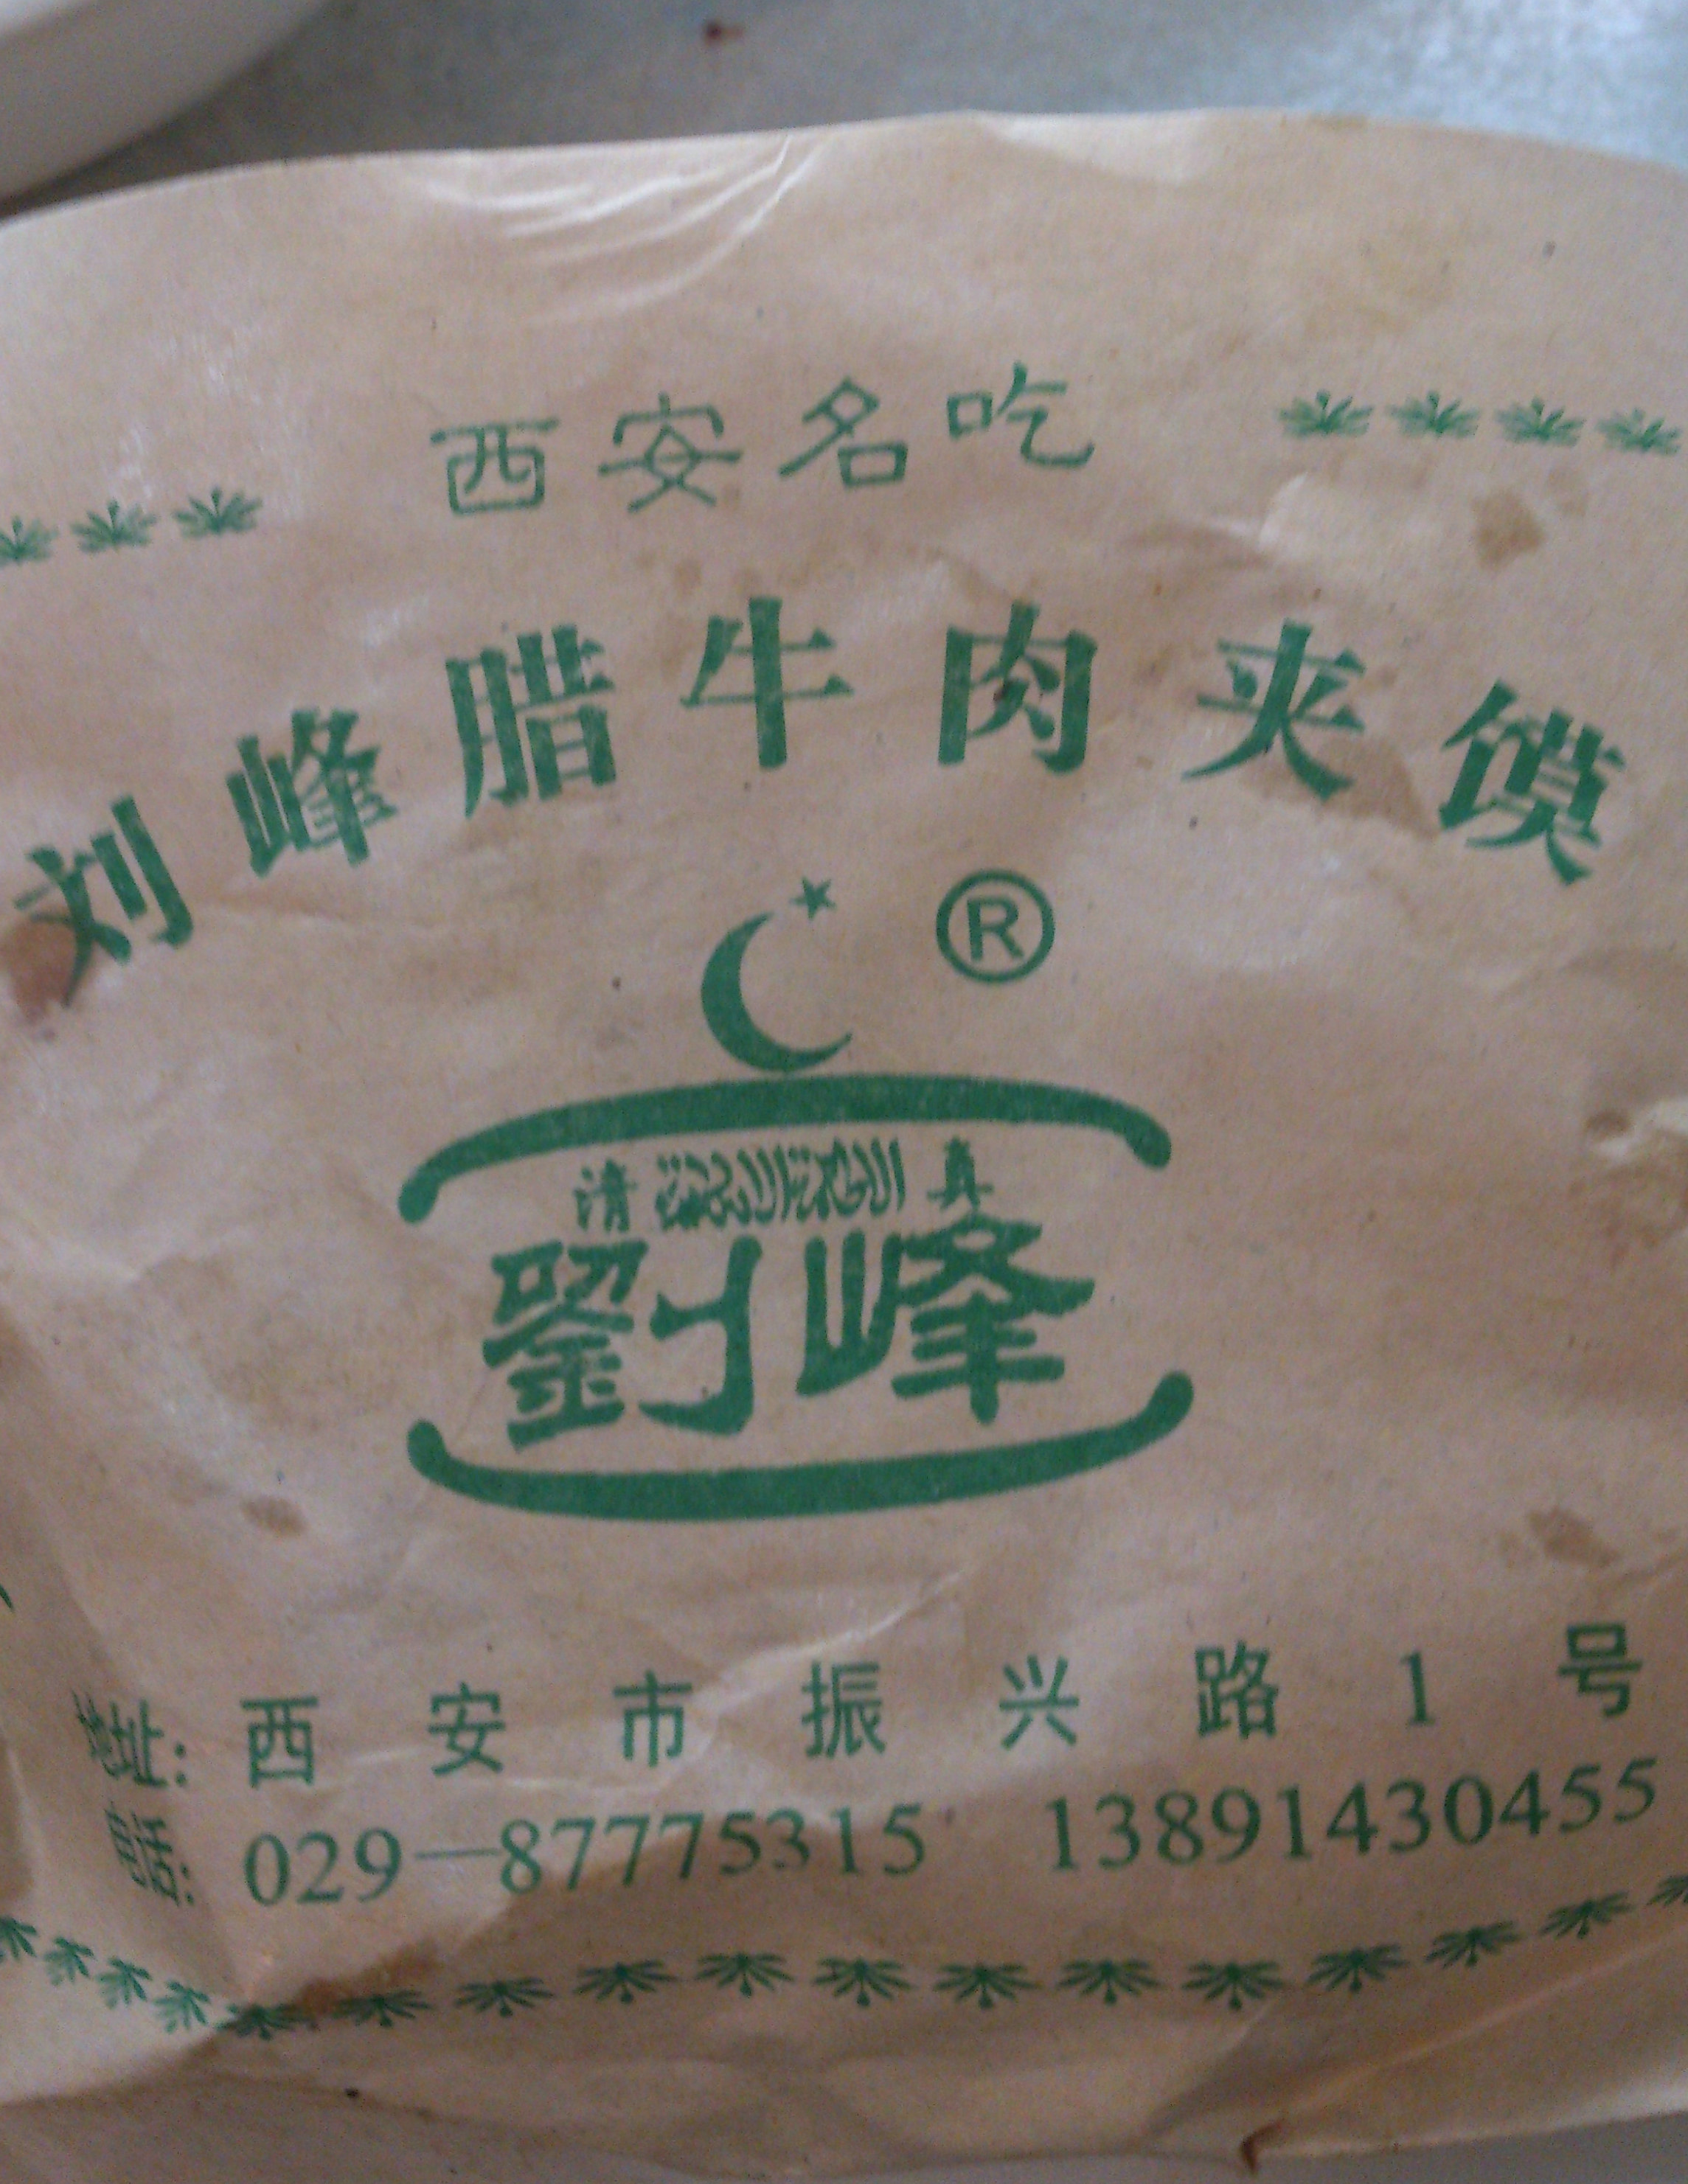 西安名吃
刘峰腊牛肉夹馍
®
清 真
劉峰
地址: 西安市振兴路1号
电话: 029—87775315 13891430455